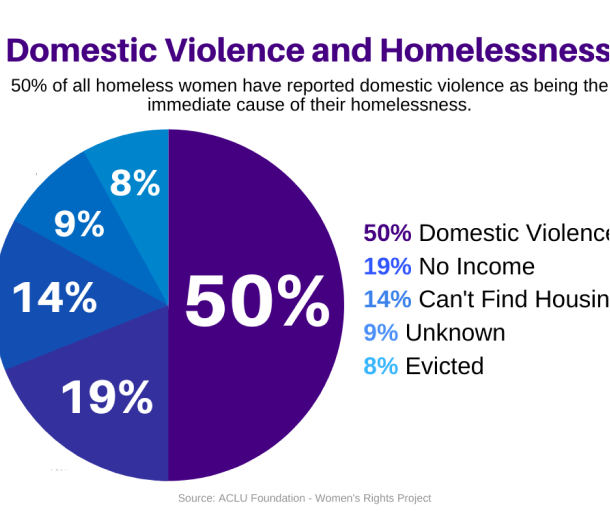 Domestic Violence and Homelessness
50% of all homeless women have reported domestic violence as being the
immediate cause of their homelessness.
8%
9%
14%
50%
19%
50% Domestic Violence
19% No Income
14% Can't Find Housin
9% Unknown
8% Evicted
Source: ACLU Foundation - Women's Rights Project